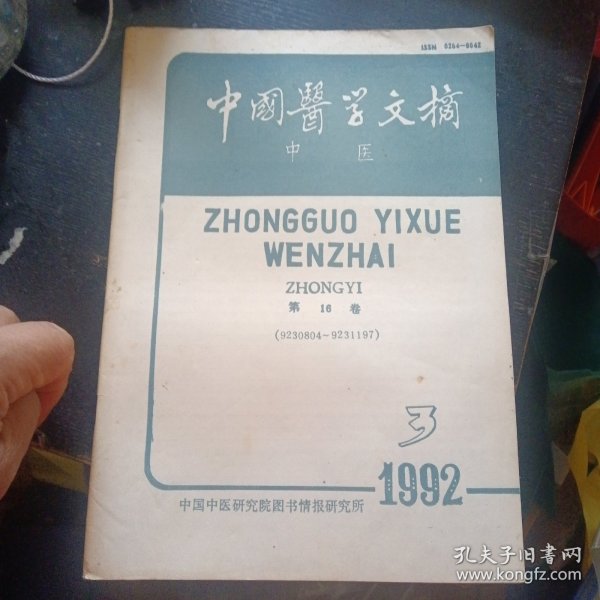 ISSN 0264-6042
中國醫学文摘
中医
ZHONGGUO YIXUE
WENZHAI
ZHONGYI
第 16 卷
(9230804~9231197)
3
1992
中国中医研究院图书情报研究所
孔夫子旧书网
www.kongfz.com